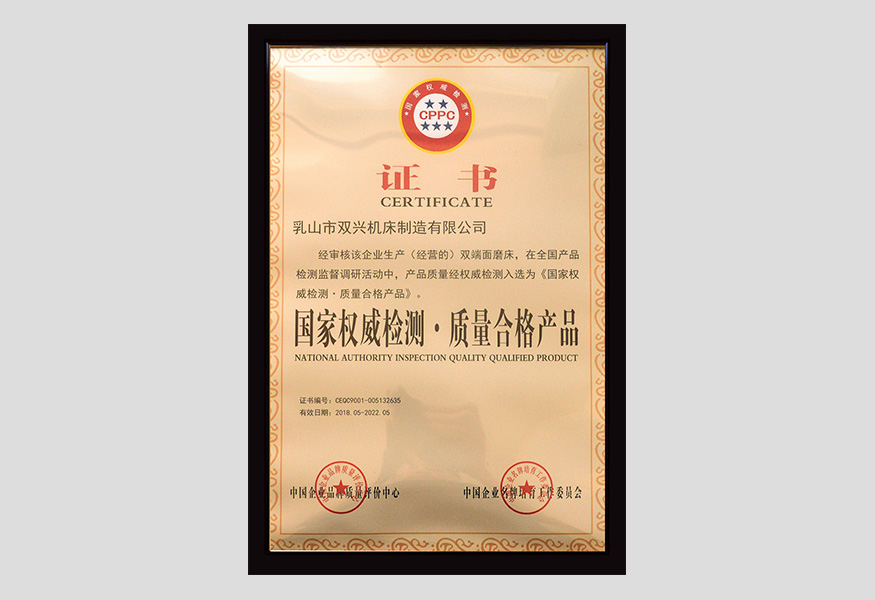 国家权威检测
CPPC
证 书
CERTIFICATE
乳山市双兴机床制造有限公司
经审核该企业生产（经营的）双端面磨床，在全国产品
检测监督调研活动中，产品质量经权威检测入选为《国家权
威检测·质量合格产品》。
国家权威检测·质量合格产品
NATIONAL AUTHORITY INSPECTION QUALITY QUALIFIED PRODUCT
证书编号：CEQC9001-005132635
有效日期：2018.05-2022.05
中国企业品牌质量评价中心
中国企业名牌培育工作委员会